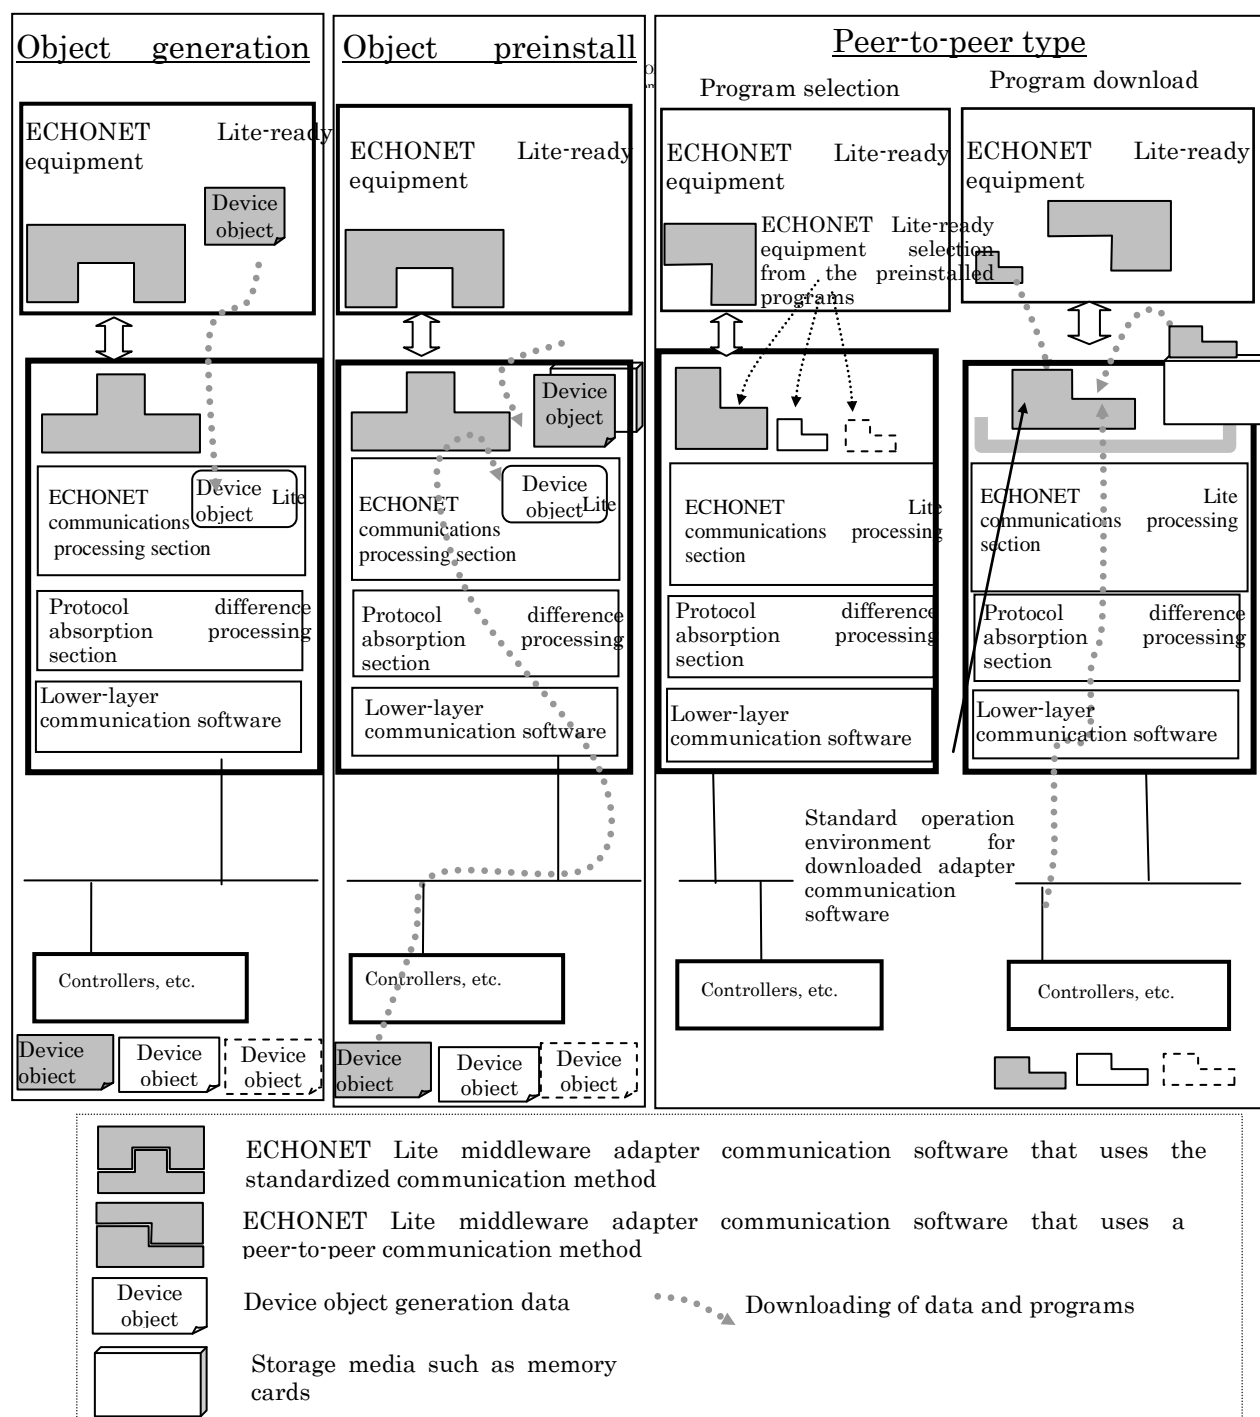 Object generation
ECHONET Lite-ready
equipment
Device
object
ECHONET Lite
communications
processing section
Device
object
Protocol difference
absorption processing
section
Lower-layer
communication software
Controllers, etc.
Device
object
Device
object
Device
object
Object preinstall
ECHONET Lite-ready
equipment
Device
object
ECHONET Lite
communications
processing section
Device
object
Protocol difference
absorption processing
section
Lower-layer
communication software
Controllers, etc.
Device
object
Device
object
Device
object
Peer-to-peer type
Program selection
ECHONET Lite-ready
equipment
ECHONET Lite-ready
equipment selection
from the preinstalled
programs
ECHONET Lite
communications processing
section
Protocol difference
absorption processing
section
Lower-layer
communication software
Controllers, etc.
Program download
ECHONET Lite-ready
equipment
ECHONET Lite
communications processing
section
Protocol difference
absorption processing
section
Lower-layer
communication software
Standard operation
environment for
downloaded adapter
communication
software
Controllers, etc.
ECHONET Lite middleware adapter communication software that uses the
standardized communication method
ECHONET Lite middleware adapter communication software that uses a
peer-to-peer communication method
Device
object
Device object generation data
Downloading of data and programs
Storage media such as memory
cards